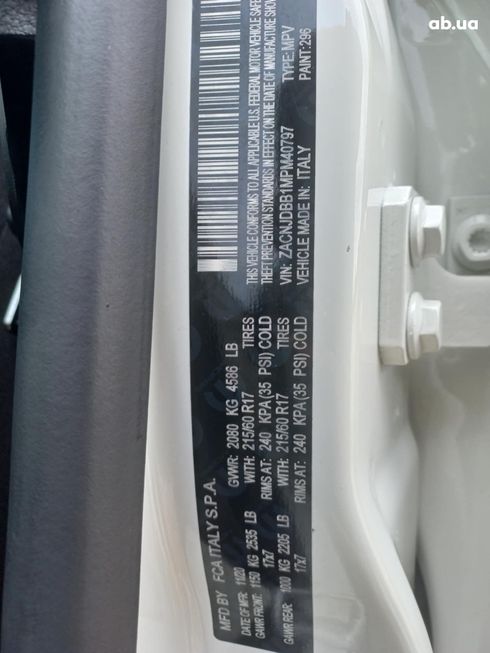 ab.ua
MFD BY FCA ITALY S.P.A.
DATE OF MFR: 11/20 GVWR: 2080 KG 4586 LB
GAWR FRONT: 1150 KG 2535 LB WITH: 215/60 R17 TIRES
17x7 RIMS AT: 240 KPA (35 PSI) COLD
GAWR REAR: 1000 KG 2205 LB WITH: 215/60 R17 TIRES
17x7 RIMS AT: 240 KPA (35 PSI) COLD
THIS VEHICLE CONFORMS TO ALL APPLICABLE U.S. FEDERAL MOTOR VEHICLE SAFETY
THEFT PREVENTION STANDARDS IN EFFECT ON THE DATE OF MANUFACTURE SHOWN
VIN: ZACNJDBB1MPM40797 TYPE: MPV
VEHICLE MADE IN: ITALY PAINT: 296